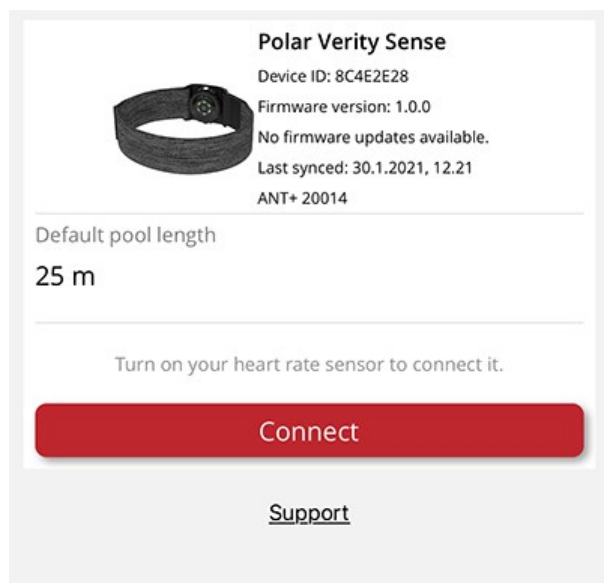 Polar Verity Sense
Device ID: 8C4E2E28
Firmware version: 1.0.0
No firmware updates available.
Last synced: 30.1.2021, 12.21
ANT+ 20014
Default pool length
25 m
Turn on your heart rate sensor to connect it.
Connect
Support